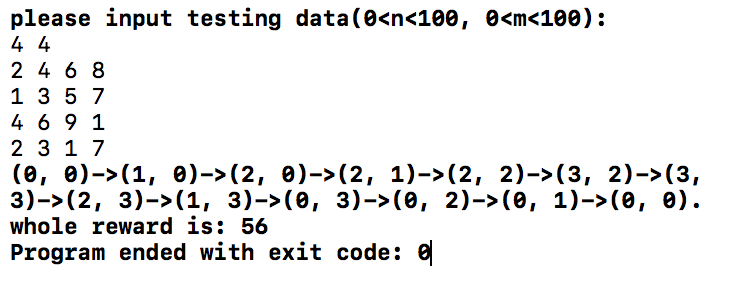 please input testing data(0<n<100, 0<m<100):
4 4
2 4 6 8
1 3 5 7
4 6 9 1
2 3 1 7
(0, 0)->(1, 0)->(2, 0)->(2, 1)->(2, 2)->(3, 2)->(3,
3)->(2, 3)->(1, 3)->(0, 3)->(0, 2)->(0, 1)->(0, 0).
whole reward is: 56
Program ended with exit code: 0